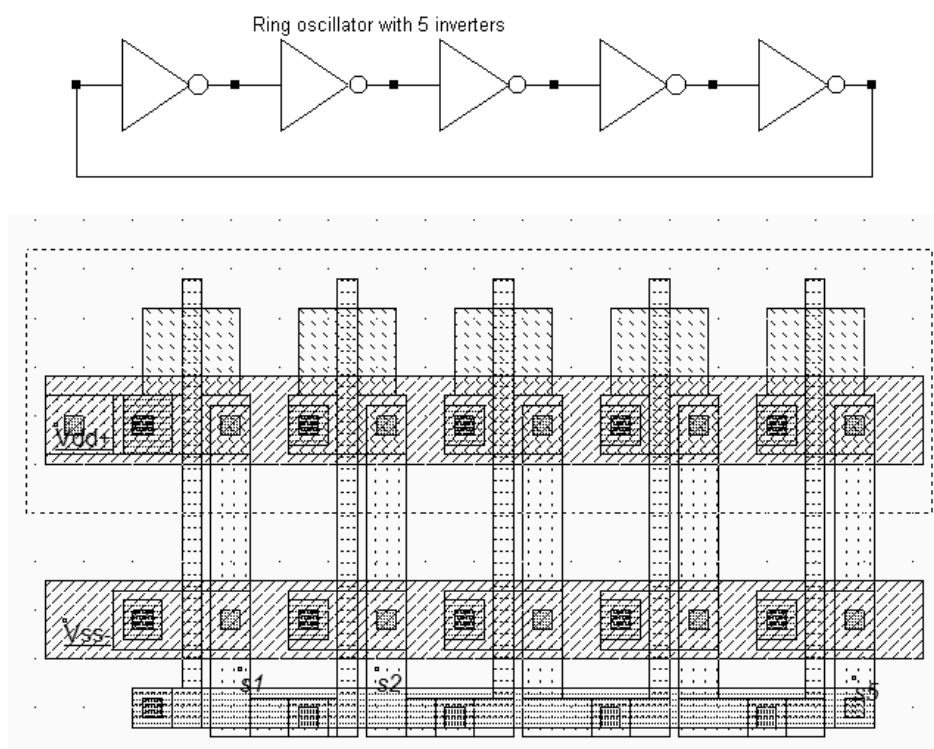 Ring oscillator with 5 inverters
Vdd+
Vss-
s1
s2
s5